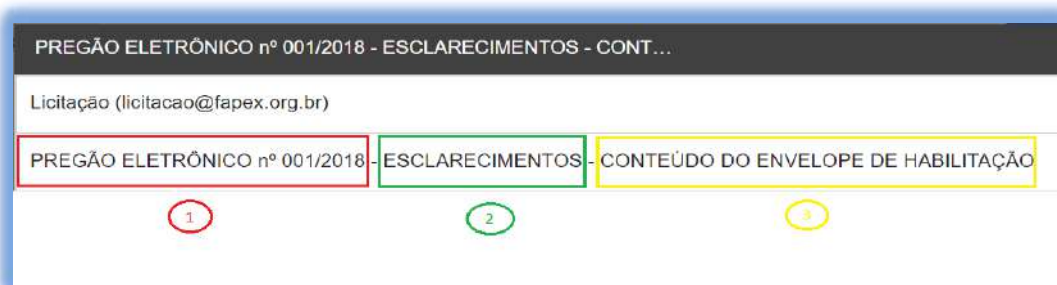 PREGÃO ELETRÔNICO nº 001/2018 - ESCLARECIMENTOS - CONT...
Licitação (licitacao@fapex.org.br)
PREGÃO ELETRÔNICO nº 001/2018 - ESCLARECIMENTOS - CONTEÚDO DO ENVELOPE DE HABILITAÇÃO
1 2 3